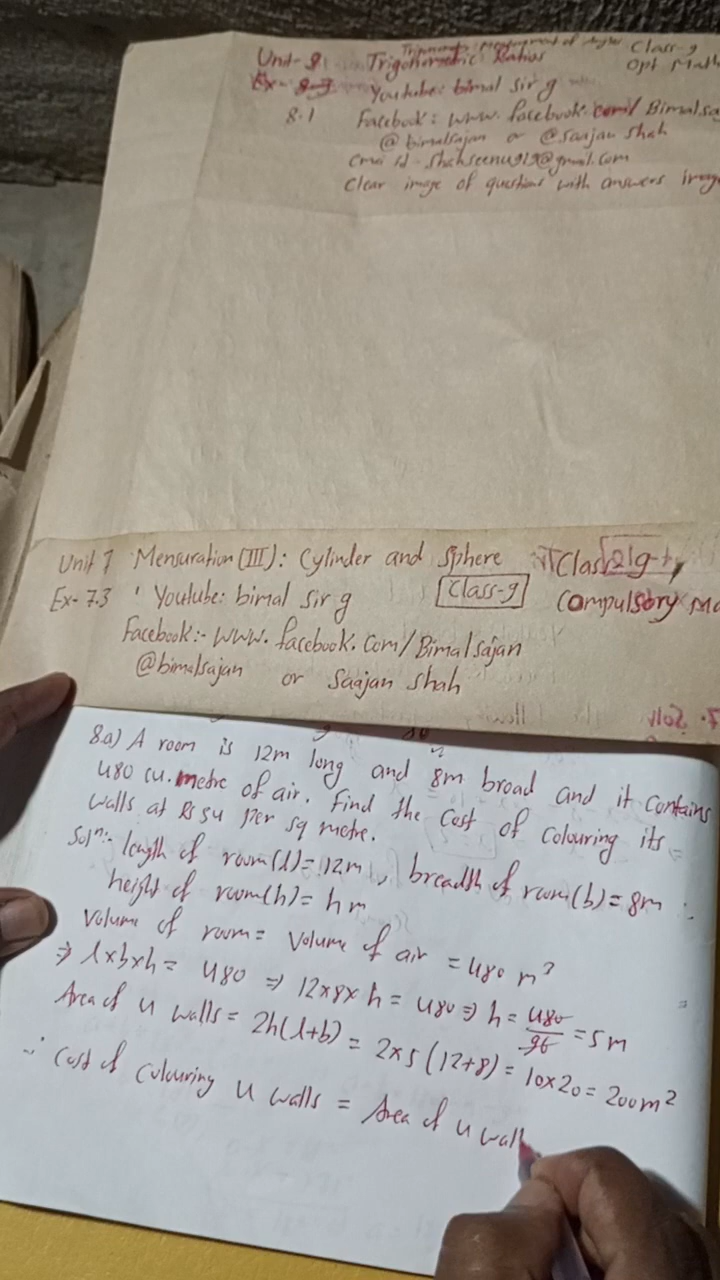 Unit-8 Trigonometric Ratios Class-9
Opt Math
Ex- 8.3 Youtube: bimal sir g
8.1 Facebook: www.facebook.com/Bimalsa
@bimalsajan or @saajan shah
Clear image of questions with answers
Unit 7 Mensuration (III): Cylinder and Sphere
Ex-7.3 Youtube: bimal sir g Class-g Compulsory Ma
Facebook:- www.facebook.com/Bimalsajan
@bimalsajan or Saajan Shah
8.a) A room is 12m long and 8m broad and it contains
480 cu.metre of air. Find the cost of colouring its
walls at Rs 54 per sq metre.
Solⁿ:- length of room(l)=12m, breadth of room(b)=8m
height of room(h)= h m
Volume of room= Volume of air =480 m³
⇒ l×b×h= 480 ⇒ 12×8×h=480⇒h=480/96=5m
Area of 4 walls=2h(l+b)=2×5(12+8)=10×20=200m²
∴ Cost of colouring 4 walls = Area of 4 wall